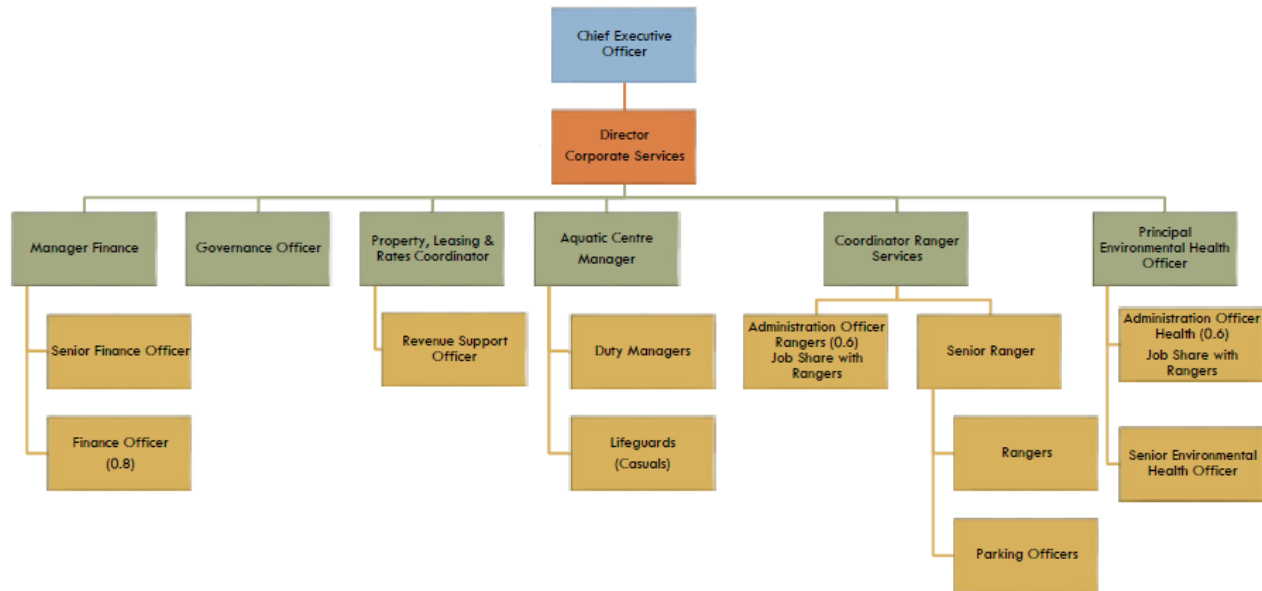 Chief Executive
Officer
Director
Corporate Services
Manager Finance
Governance Officer
Property, Leasing &
Rates Coordinator
Aquatic Centre
Manager
Coordinator Ranger
Services
Principal
Environmental Health
Officer
Senior Finance Officer
Revenue Support
Officer
Duty Managers
Administration Officer
Rangers (0.6)
Job Share with
Rangers
Senior Ranger
Administration Officer
Health (0.6)
Job Share with
Rangers
Finance Officer
(0.8)
Lifeguards
(Casuals)
Rangers
Senior Environmental
Health Officer
Parking Officers